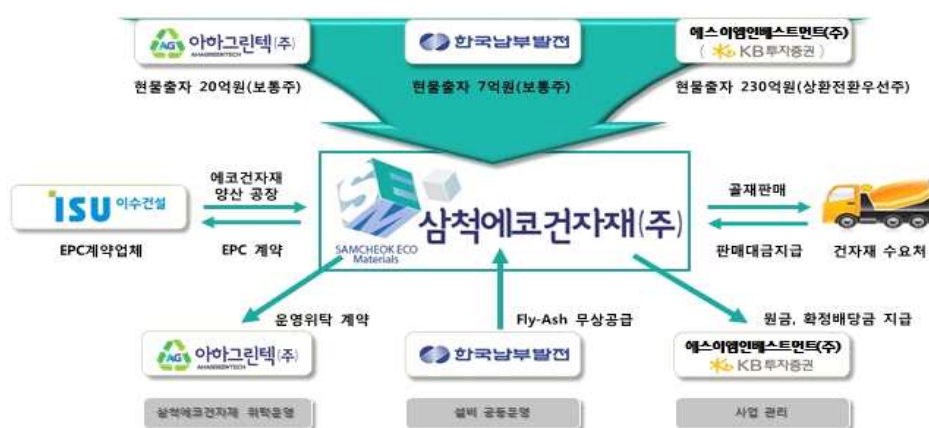 AG 아하그린텍(주)
AHAGREENTECH
한국남부발전
에스이엠인베스트먼트(주)
( KB투자증권 )
현물출자 20억원(보통주)
현물출자 7억원(보통주)
현물출자 230억원(상환전환우선주)
ISU 이수건설
EPC계약업체
에코건자재
양산 공장
EPC 계약
SEM
SAMCHEOK ECO
Materials
삼척에코건자재(주)
골재판매
판매대금지급
건자재 수요처
운영위탁 계약
Fly-Ash 무상공급
원금, 확정배당금 지급
AG 아하그린텍(주)
AHAGREENTECH
한국남부발전
에스이엠인베스트먼트(주)
KB투자증권
삼척에코건자재 위탁운영
설비 공동운영
사업 관리